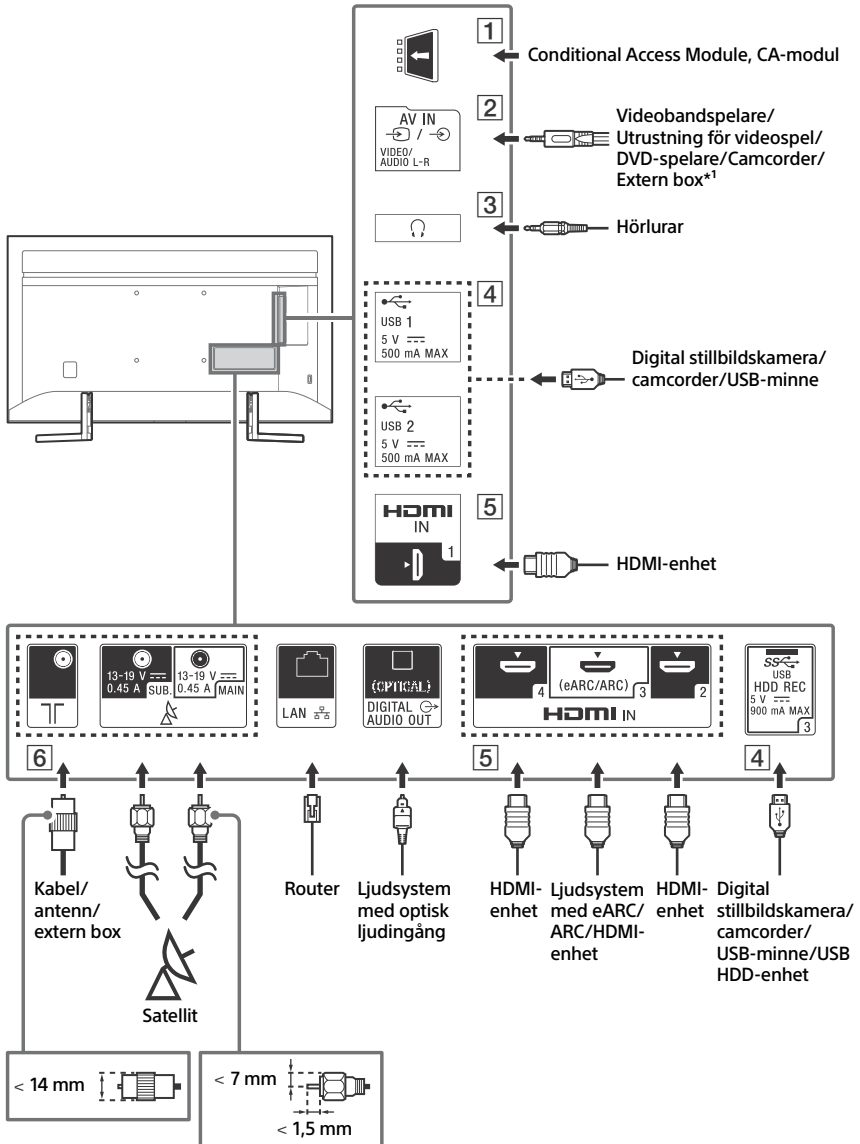 1
Conditional Access Module, CA-modul
2
AV IN
/
VIDEO/
AUDIO L-R
Videobandspelare/
Utrustning för videospel/
DVD-spelare/Camcorder/
Extern box*1
3
Hörlurar
4
USB 1
5 V
500 mA MAX
USB 2
5 V
500 mA MAX
Digital stillbildskamera/
camcorder/USB-minne
5
HDMI
IN
1
HDMI-enhet
13-19 V
0.45 A SUB.
13-19 V
0.45 A MAIN
LAN
(OPTICAL)
DIGITAL
AUDIO OUT
4
(eARC/ARC) 3
2
HDMI IN
SS
USB
HDD REC
5 V
900 mA MAX
3
6
5
4
Kabel/
antenn/
extern box
Satellit
Router
Ljudsystem
med optisk
ljudingång
HDMI-
enhet
Ljudsystem
med eARC/
ARC/HDMI-
enhet
HDMI-
enhet
Digital
stillbildskamera/
camcorder/
USB-minne/USB
HDD-enhet
< 14 mm
< 7 mm
< 1,5 mm